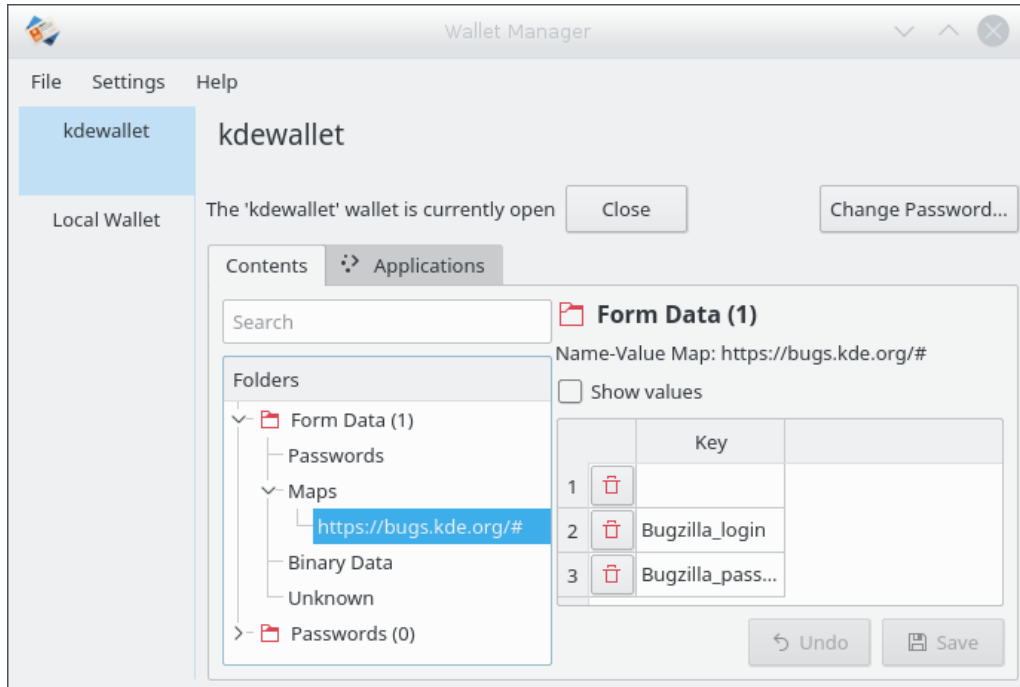 Wallet Manager
File Settings Help
kdewallet
Local Wallet
kdewallet
The 'kdewallet' wallet is currently open Close Change Password...
Contents Applications
Search
Folders
Form Data (1)
Passwords
Maps
https://bugs.kde.org/#
Binary Data
Unknown
Passwords (0)
Form Data (1)
Name-Value Map: https://bugs.kde.org/#
Show values
Key
1
2 Bugzilla_login
3 Bugzilla_pass...
Undo Save